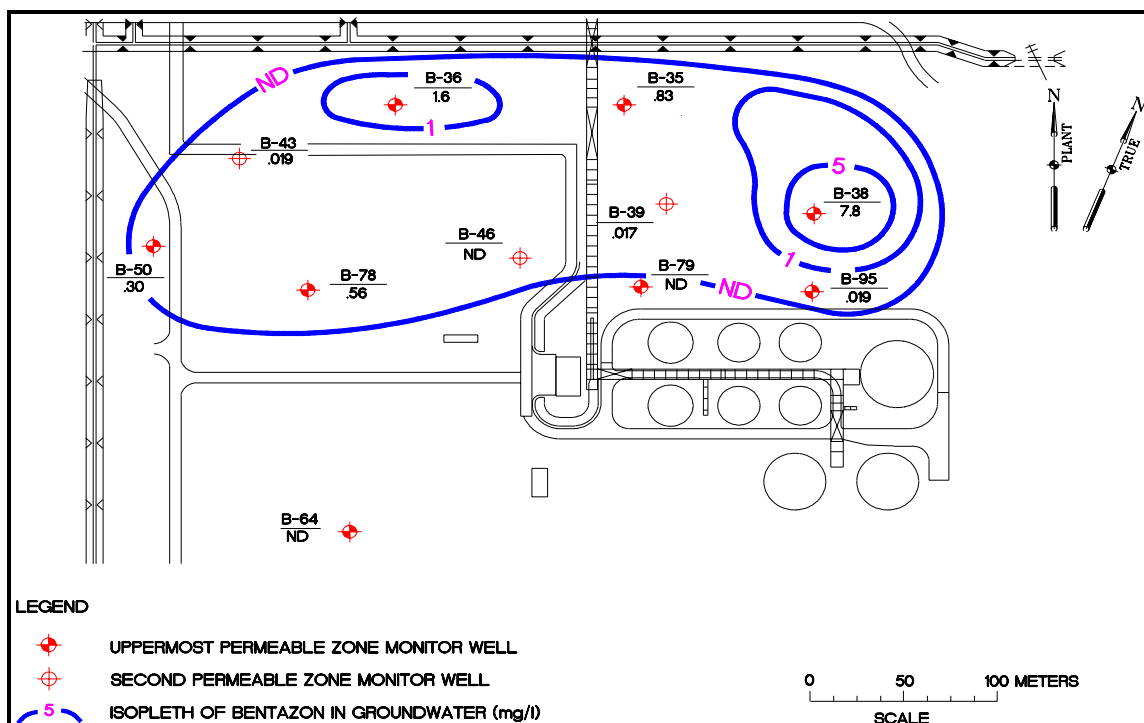 ND
B-36
1.6
1
B-35
.83
B-43
.019
5
B-38
7.8
N
PLANT
N
TRUE
B-39
.017
B-46
ND
B-50
.30
B-78
.56
B-79
ND
ND
1
B-95
.019
B-64
ND
LEGEND
UPPERMOST PERMEABLE ZONE MONITOR WELL
SECOND PERMEABLE ZONE MONITOR WELL
5 ISOPLETH OF BENTAZON IN GROUNDWATER (mg/l)
0 50 100 METERS
SCALE